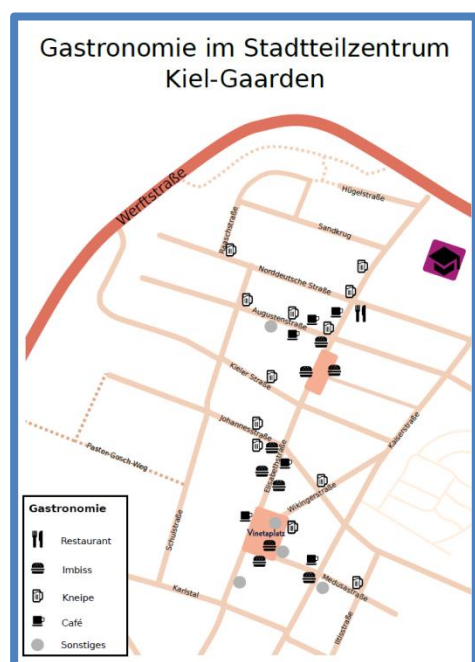 Gastronomie im Stadtteilzentrum
Kiel-Gaarden
Werftstraße
Hügelstraße
Sandkrug
Raaschstraße
Norddeutsche Straße
Augustenstraße
Kieler Straße
Johannesstraße
Kaiserstraße
Elisabethstraße
Pastor-Gosch-Weg
Wikingerstraße
Vinetaplatz
Schulstraße
Medusastraße
Karlstal
Iltisstraße
Gastronomie
Restaurant
Imbiss
Kneipe
Café
Sonstiges